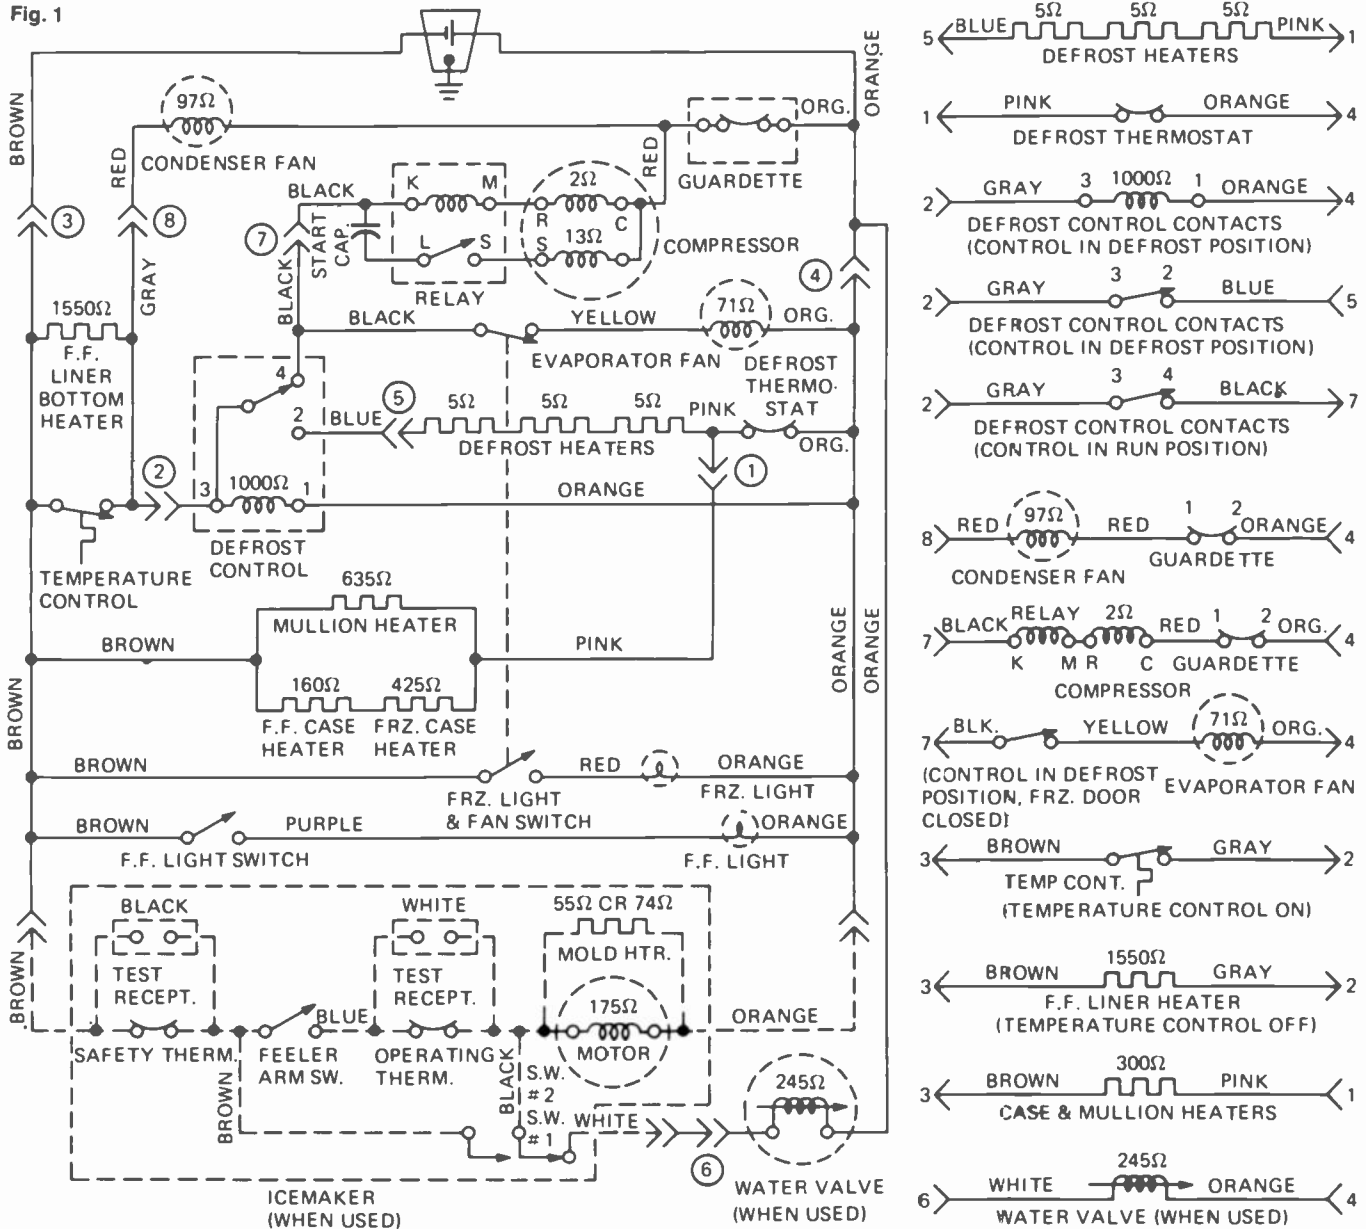 Fig. 1
BROWN
ORANGE
97Ω
CONDENSER FAN
RED
ORG.
GUARDETTE
RED
3
8
GRAY
BLACK
7
START
CAP.
BLACK
K
M
L
S
RELAY
2Ω
R
C
13Ω
S
COMPRESSOR
4
1550Ω
F.F.
LINER
BOTTOM
HEATER
BLACK
YELLOW
71Ω
ORG.
EVAPORATOR FAN
DEFROST
THERMO-
STAT
4
2
BLUE
5
5Ω
5Ω
5Ω
PINK
DEFROST HEATERS
ORG.
1
2
3
1000Ω
1
ORANGE
DEFROST
CONTROL
TEMPERATURE
CONTROL
635Ω
MULLION HEATER
BROWN
PINK
160Ω
425Ω
F.F. CASE
HEATER
FRZ. CASE
HEATER
ORANGE
ORANGE
BROWN
BROWN
RED
ORANGE
FRZ. LIGHT
& FAN SWITCH
FRZ. LIGHT
BROWN
PURPLE
ORANGE
F.F. LIGHT SWITCH
F.F. LIGHT
BLACK
TEST
RECEPT.
WHITE
TEST
RECEPT.
55Ω CR 74Ω
MOLD HTR.
BROWN
BLUE
175Ω
MOTOR
ORANGE
SAFETY THERM.
FEELER
ARM SW.
OPERATING
THERM.
BROWN
BLACK
S.W.
#2
S.W.
#1
WHITE
6
245Ω
WATER VALVE
(WHEN USED)
ICEMAKER
(WHEN USED)
5 BLUE 5Ω 5Ω 5Ω PINK 1
DEFROST HEATERS
1 PINK ORANGE 4
DEFROST THERMOSTAT
2 GRAY 3 1000Ω 1 ORANGE 4
DEFROST CONTROL CONTACTS
(CONTROL IN DEFROST POSITION)
2 GRAY 3 2 BLUE 5
DEFROST CONTROL CONTACTS
(CONTROL IN DEFROST POSITION)
2 GRAY 3 4 BLACK 7
DEFROST CONTROL CONTACTS
(CONTROL IN RUN POSITION)
8 RED 97Ω RED 1 2 ORANGE 4
CONDENSER FAN GUARDETTE
7 BLACK RELAY 2Ω RED 1 2 ORG. 4
K M R C GUARDETTE
COMPRESSOR
7 BLK. YELLOW 71Ω ORG. 4
(CONTROL IN DEFROST
POSITION, FRZ. DOOR
CLOSED)
EVAPORATOR FAN
3 BROWN GRAY 2
TEMP CONT.
(TEMPERATURE CONTROL ON)
3 BROWN 1550Ω GRAY 2
F.F. LINER HEATER
(TEMPERATURE CONTROL OFF)
3 BROWN 300Ω PINK 1
CASE & MULLION HEATERS
6 WHITE 245Ω ORANGE 4
WATER VALVE (WHEN USED)